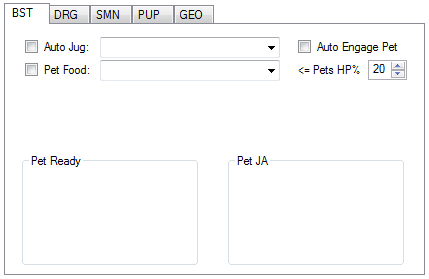 BST DRG SMN PUP GEO
Auto Jug: Auto Engage Pet
Pet Food: <= Pets HP% 20
Pet Ready Pet JA